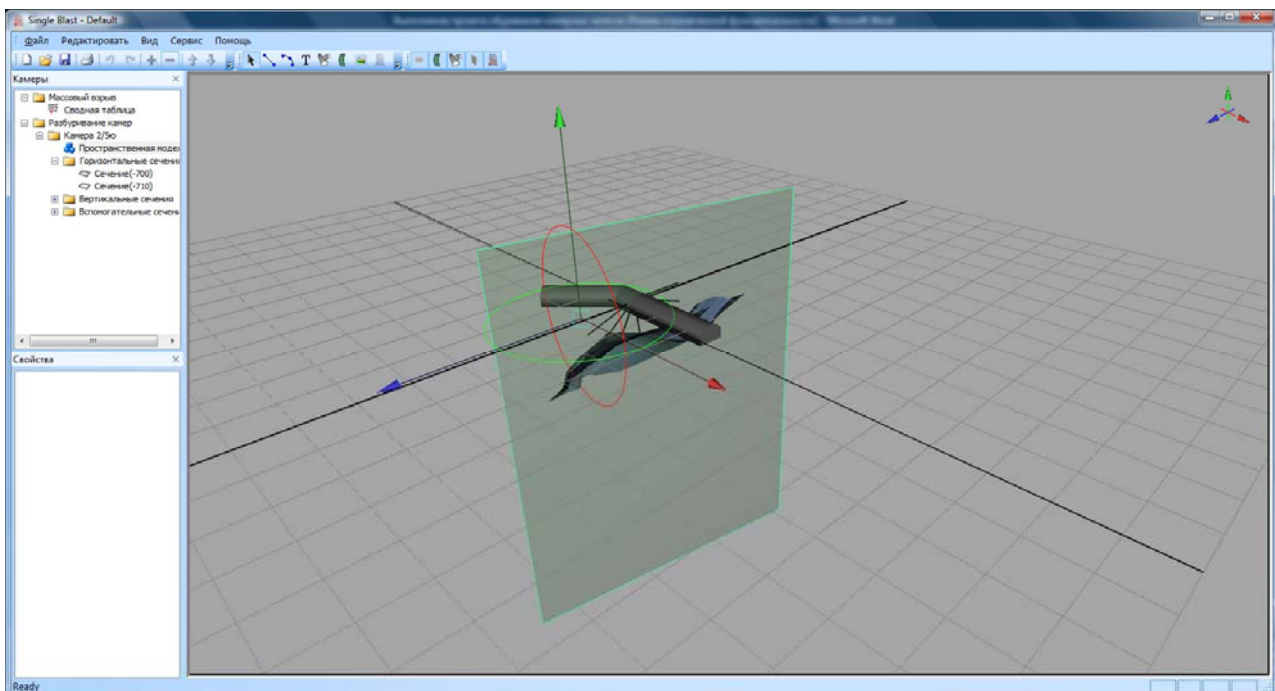 Single Blast - Default
Файл Редактировать Вид Сервис Помощь
T
Камеры
Массовый взрыв
Сводная таблица
Разбуривание камер
Камера 2/5ю
Пространственная модел
Горизонтальные сечени
Сечение(-700)
Сечение(-710)
Вертикальные сечения
Вспомогательные сечен
Свойства
Ready